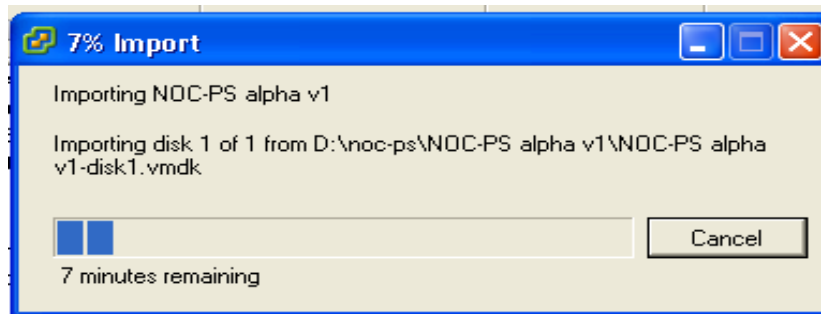 7% Import
Importing NOC-PS alpha v1
Importing disk 1 of 1 from D:\noc-ps\NOC-PS alpha v1\NOC-PS alpha
v1-disk1.vmdk
Cancel
7 minutes remaining